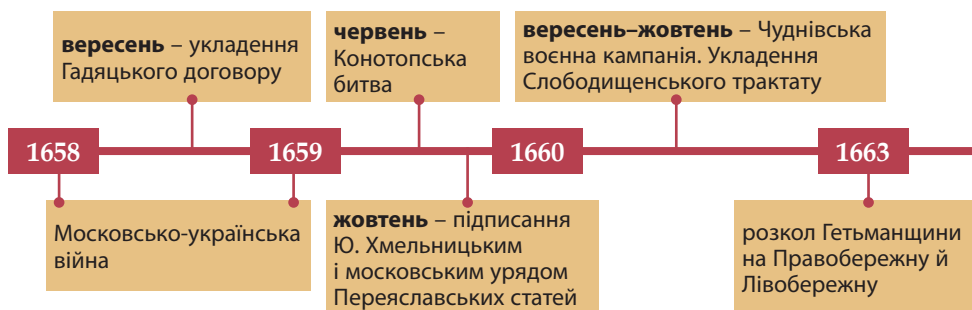 вересень – укладення
Гадяцького договору
червень –
Конотопська
битва
вересень–жовтень – Чуднівська
воєнна кампанія. Укладення
Слободищенського трактату
1658
1659
1660
1663
Московсько-українська
війна
жовтень – підписання
Ю. Хмельницьким
і московським урядом
Переяславських статей
розкол Гетьманщини
на Правобережну й
Лівобережну